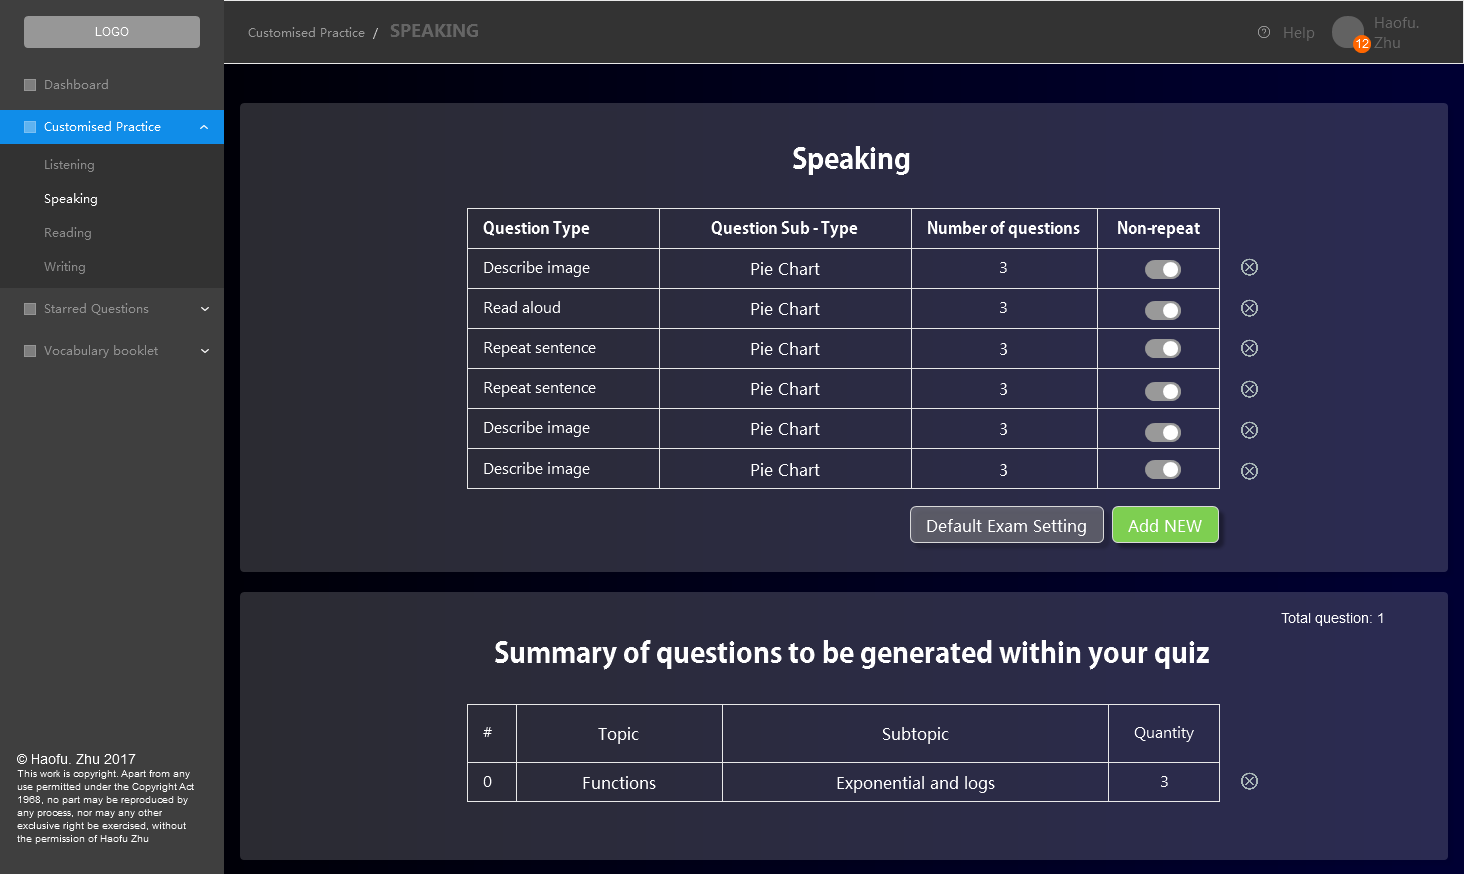 LOGO
Dashboard
Customised Practice
Listening
Speaking
Reading
Writing
Starred Questions
Vocabulary booklet
© Haofu. Zhu 2017
This work is copyright. Apart from any
use permitted under the Copyright Act
1968, no part may be reproduced by
any process, nor may any other
exclusive right be exercised, without
the permission of Haofu Zhu
Customised Practice / SPEAKING
Help
Haofu.
Zhu
12
Speaking
Question Type Question Sub - Type Number of questions Non-repeat
Describe image Pie Chart 3
Read aloud Pie Chart 3
Repeat sentence Pie Chart 3
Repeat sentence Pie Chart 3
Describe image Pie Chart 3
Describe image Pie Chart 3
Default Exam Setting Add NEW
Total question: 1
Summary of questions to be generated within your quiz
# Topic Subtopic Quantity
0 Functions Exponential and logs 3